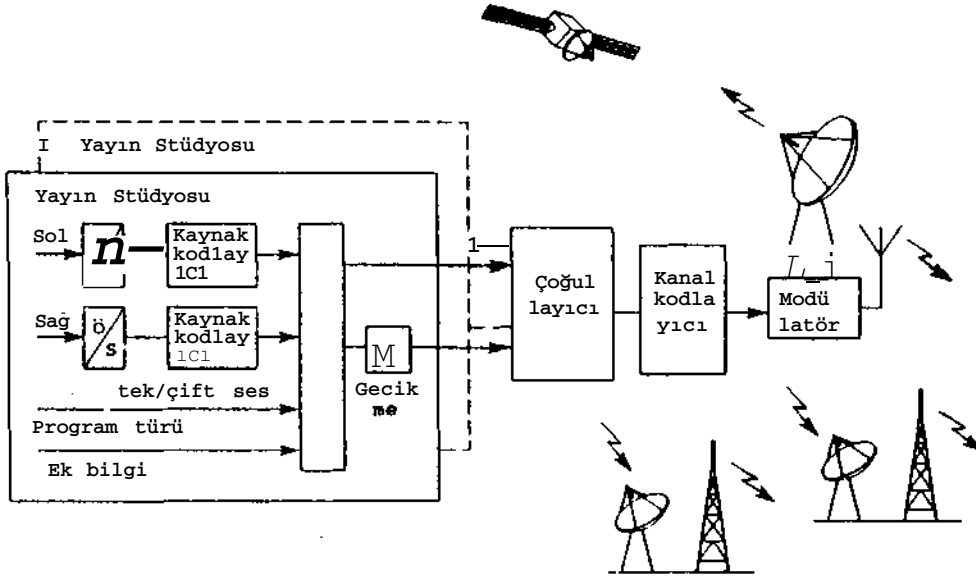 I Yayın Stüdyosu
Yayın Stüdyosu
Sol
n
Kaynak
kodlay
1C1
Sağ
ö/s
Kaynak
kodlay
1C1
tek/çift ses
Program türü
Ek bilgi
M
Gecik
me
1
Çoğul
layıcı
Kanal
kodla
yıcı
Modü
latör